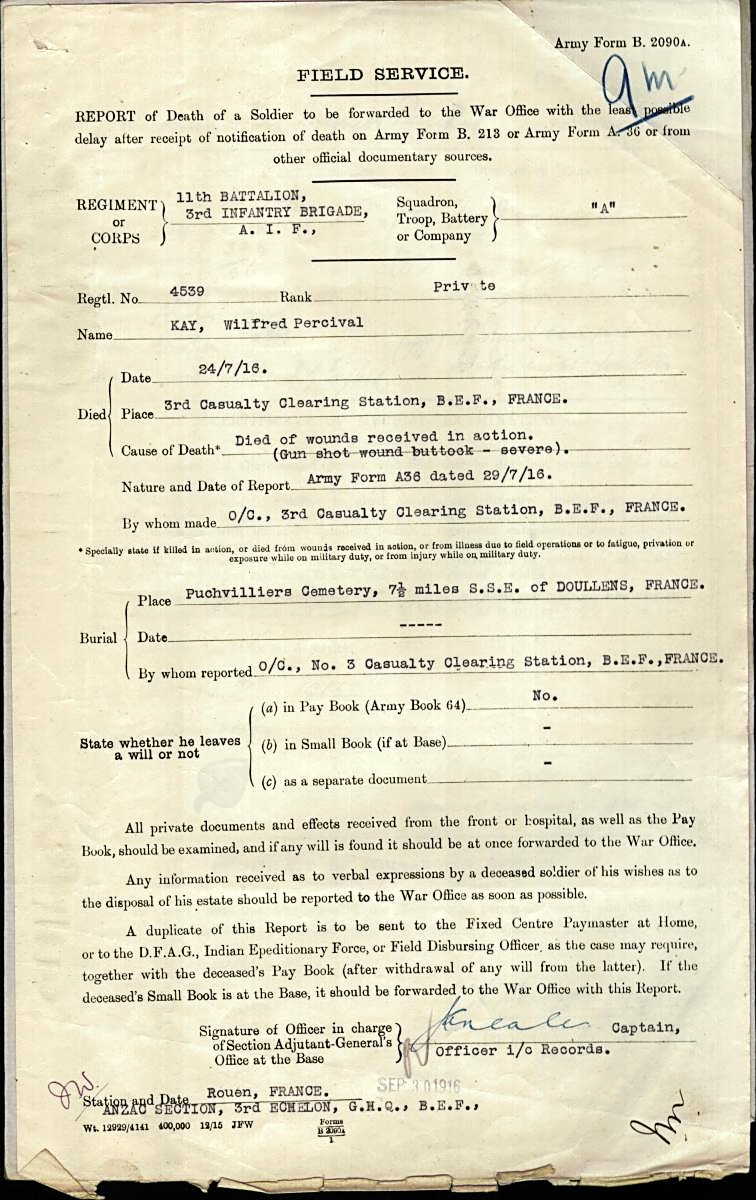 Army Form B. 2090A.
FIELD SERVICE.
REPORT of Death of a Soldier to be forwarded to the War Office with the least possible
delay after receipt of notification of death on Army Form B. 213 or Army Form A. 36 or from
other official documentary sources.
REGIMENT or CORPS
11th BATTALION,
3rd INFANTRY BRIGADE,
A. I. F.,
Squadron, Troop, Battery or Company
"A"
Regtl. No. 4539 Rank Private
Name KAY, Wilfred Percival
Died
Date 24/7/16.
Place 3rd Casualty Clearing Station, B.E.F., FRANCE.
Cause of Death* Died of wounds received in action.
(Gun shot wound buttock - severe).
Nature and Date of Report Army Form A36 dated 29/7/16.
By whom made O/C., 3rd Casualty Clearing Station, B.E.F., FRANCE.
* Specially state if killed in action, or died from wounds received in action, or from illness due to field operations or to fatigue, privation or
exposure while on military duty, or from injury while on military duty.
Burial
Place Puchvilliers Cemetery, 7½ miles S.S.E. of DOULLENS, FRANCE.
Date -----
By whom reported O/C., No. 3 Casualty Clearing Station, B.E.F.,FRANCE.
State whether he leaves
a will or not
(a) in Pay Book (Army Book 64) No.
(b) in Small Book (if at Base) -
(c) as a separate document -
All private documents and effects received from the front or hospital, as well as the Pay
Book, should be examined, and if any will is found it should be at once forwarded to the War Office.
Any information received as to verbal expressions by a deceased soldier of his wishes as to
the disposal of his estate should be reported to the War Office as soon as possible.
A duplicate of this Report is to be sent to the Fixed Centre Paymaster at Home,
or to the D.F.A.G., Indian Epeditionary Force, or Field Disbursing Officer, as the case may require,
together with the deceased's Pay Book (after withdrawal of any will from the latter). If the
deceased's Small Book is at the Base, it should be forwarded to the War Office with this Report.
Signature of Officer in charge
of Section Adjutant-General's
Office at the Base
Captain,
Officer i/c Records.
SEP 30 1916
Station and Date Rouen, FRANCE.
ANZAC SECTION, 3rd ECHELON, G.H.Q., B.E.F.,
Wt. 12929/4141 400,000 12/15 JFW
Forms
B 2090A
1